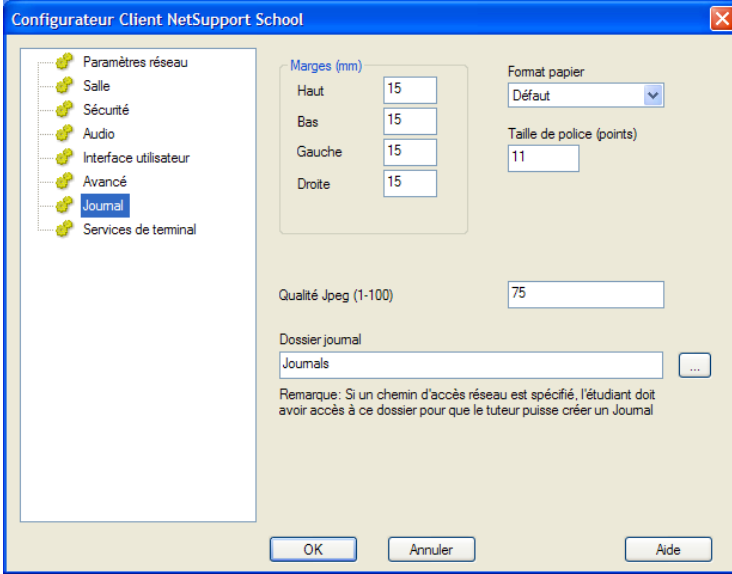 Configurateur Client NetSupport School
Paramètres réseau
Salle
Sécurité
Audio
Interface utilisateur
Avancé
Journal
Services de terminal
Marges (mm)
Haut 15
Bas 15
Gauche 15
Droite 15
Format papier
Défaut
Taille de police (points)
11
Qualité Jpeg (1-100) 75
Dossier journal
Journals
...
Remarque: Si un chemin d'accès réseau est spécifié, l'étudiant doit
avoir accès à ce dossier pour que le tuteur puisse créer un Journal
OK Annuler Aide